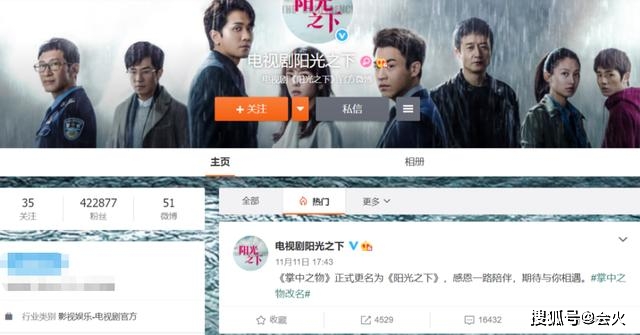 阳光
之下
电视剧阳光之下
电视剧《阳光之下》官方微博
+关注
私信
主页
相册
35
关注
422877
粉丝
51
微博
行业类别 影视娱乐-电视剧官方
全部
热门
更多
阳光
之下
电视剧阳光之下
11月11日 17:43
《掌中之物》正式更名为《阳光之下》，感恩一路陪伴，期待与你相遇。#掌中之
物改名#
收藏
4529
16432
搜狐号@会火